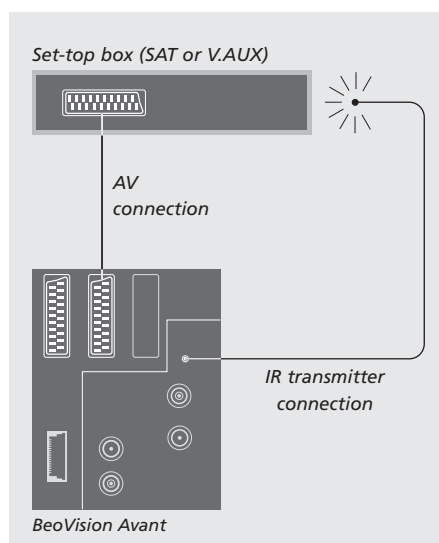 Set-top box (SAT or V.AUX)
AV
connection
IR transmitter
connection
BeoVision Avant